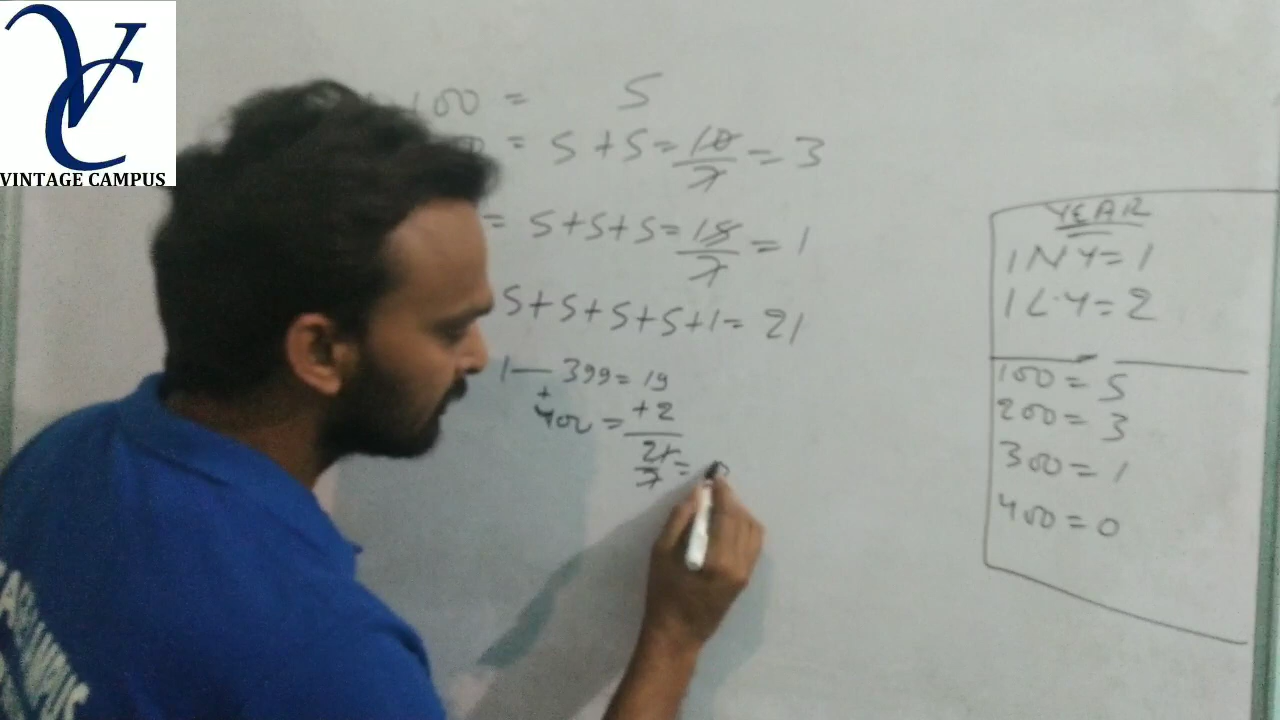 VC
VINTAGE CAMPUS
100 = 5
= 5 + 5 = 10/7 = 3
= 5 + 5 + 5 = 15/7 = 1
5 + 5 + 5 + 5 + 1 = 21
1 — 399 = 19
+
400 = +2
21/7 =
YEAR
1 N Y = 1
1 L.Y = 2
100 = 5
200 = 3
300 = 1
400 = 0
CAMPUS